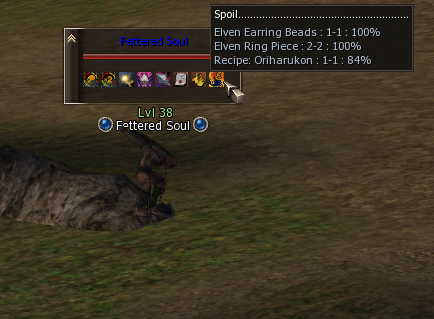 Spoil.......................................................
Fettered Soul
Elven Earring Beads : 1-1 : 100%
Elven Ring Piece : 2-2 : 100%
Recipe: Oriharukon : 1-1 : 84%
Lvl 38
Fettered Soul